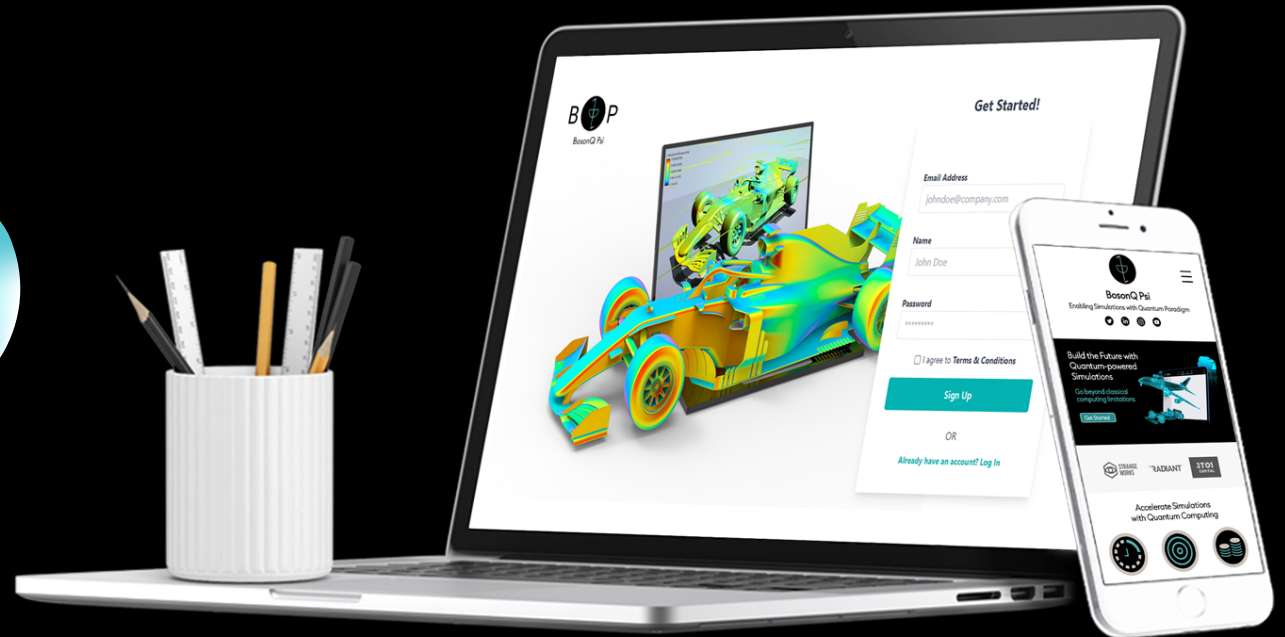 B P
BosonQ Psi
Get Started!
Email Address
johndoe@company.com
Name
John Doe
Password
*********
I agree to Terms & Conditions
Sign Up
OR
Already have an account? Log In
BosonQ Psi
Enabling Simulations with Quantum Paradigm
Build the Future with
Quantum-powered
Simulations
Go beyond classical
computing limitations
Get Started
STRANGE
WORKS
RADIANT
3TO1
CAPITAL
Accelerate Simulations
with Quantum Computing